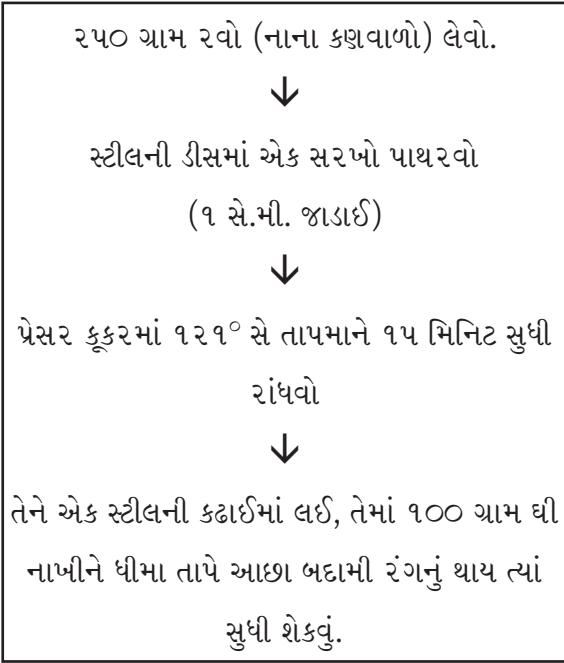 ૨૫૦ ગ્રામ રવો (નાના કણવાળો) લેવો.
↓
સ્ટીલની ડીસમાં એક સરખો પાથરવો
(૧ સે.મી. જાડાઈ)
↓
પ્રેસર કૂકરમાં ૧૨૧° સે તાપમાને ૧૫ મિનિટ સુધી
રાંધવો
↓
તેને એક સ્ટીલની કઢાઈમાં લઈ, તેમાં ૧૦૦ ગ્રામ ઘી
નાખીને ધીમા તાપે આછા બદામી રંગનું થાય ત્યાં
સુધી શેકવું.